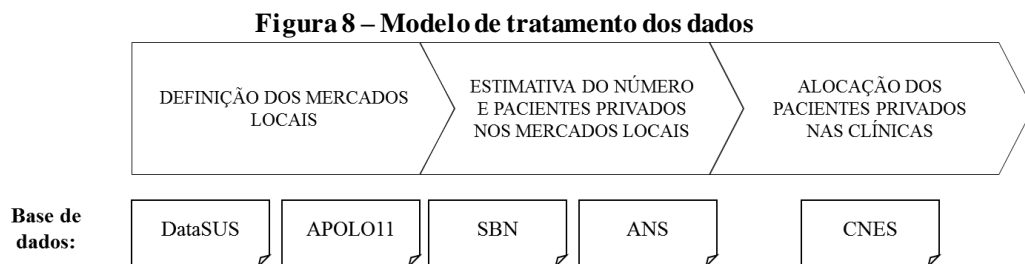 Figura 8 – Modelo de tratamento dos dados
DEFINIÇÃO DOS MERCADOS
LOCAIS
ESTIMATIVA DO NÚMERO
E PACIENTES PRIVADOS
NOS MERCADOS LOCAIS
ALOCAÇÃO DOS
PACIENTES PRIVADOS
NAS CLÍNICAS
Base de
dados:
DataSUS
APOLO11
SBN
ANS
CNES